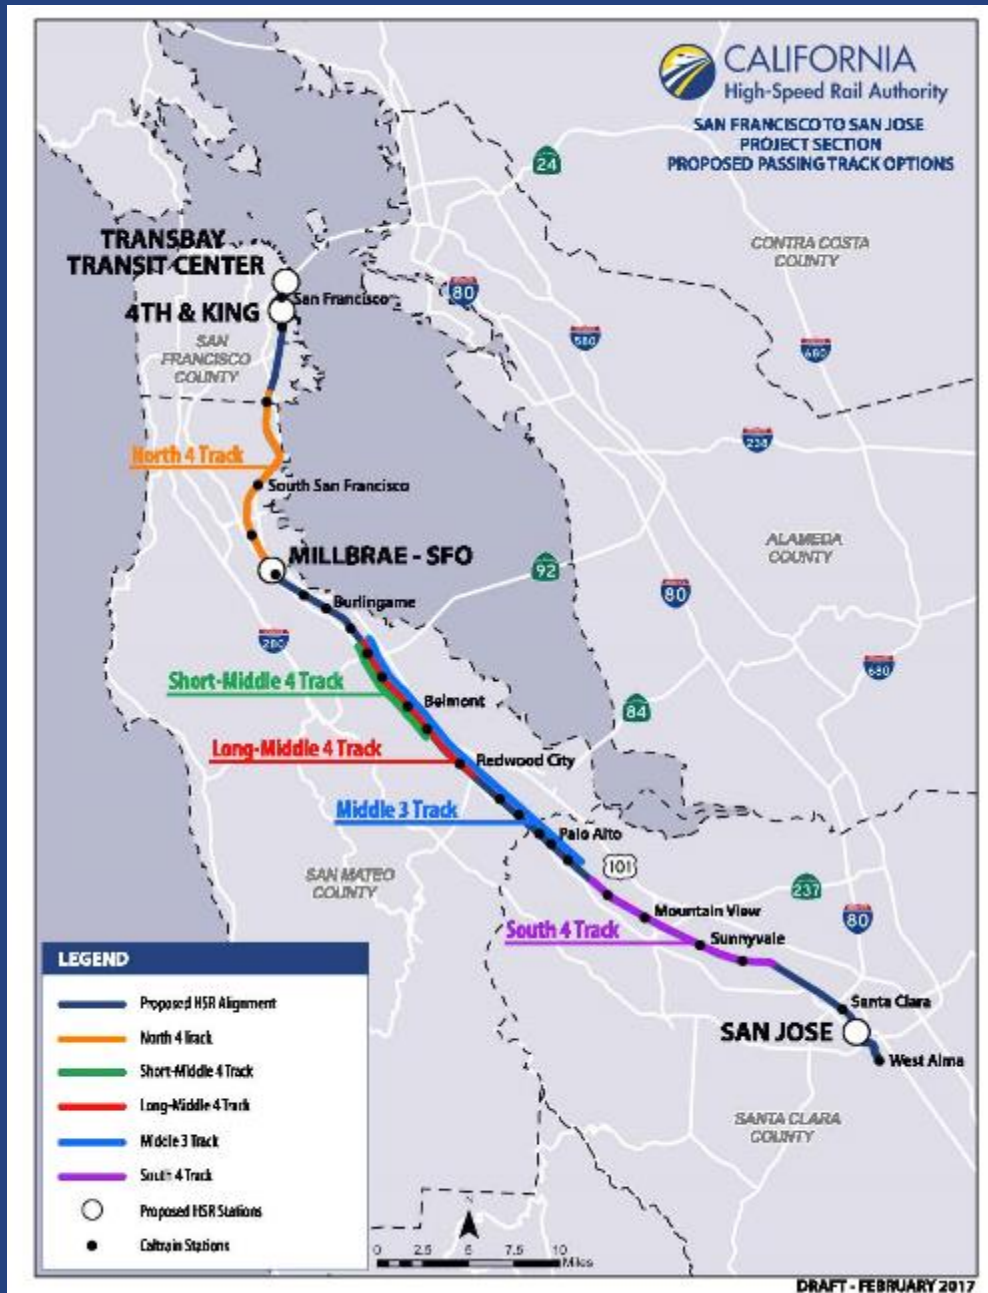 CALIFORNIA
High-Speed Rail Authority
SAN FRANCISCO TO SAN JOSE
PROJECT SECTION
PROPOSED PASSING TRACK OPTIONS
24
CONTRA COSTA
COUNTY
TRANSBAY
TRANSIT CENTER
80
San Francisco
4TH & KING
580
680
SAN
FRANCISCO
COUNTY
238
North 4 Track
South San Francisco
ALAMEDA
COUNTY
MILLBRAE - SFO
92
80
Burlingame
280
680
Short-Middle 4 Track
Belmont
84
Long-Middle 4 Track
Redwood City
Middle 3 Track
Palo Alto
101
SAN MATEO
COUNTY
237
Mountain View
80
South 4 Track
Sunnyvale
LEGEND
Proposed HSR Alignment
North 4 Track
Short-Middle 4 Track
Long-Middle 4 Track
Middle 3 Track
South 4 Track
Proposed HSR Stations
Caltrain Stations
Santa Clara
SAN JOSE
West Alma
SANTA CLARA
COUNTY
N
0 2.5 5 7.5 10
Miles
DRAFT - FEBRUARY 2017